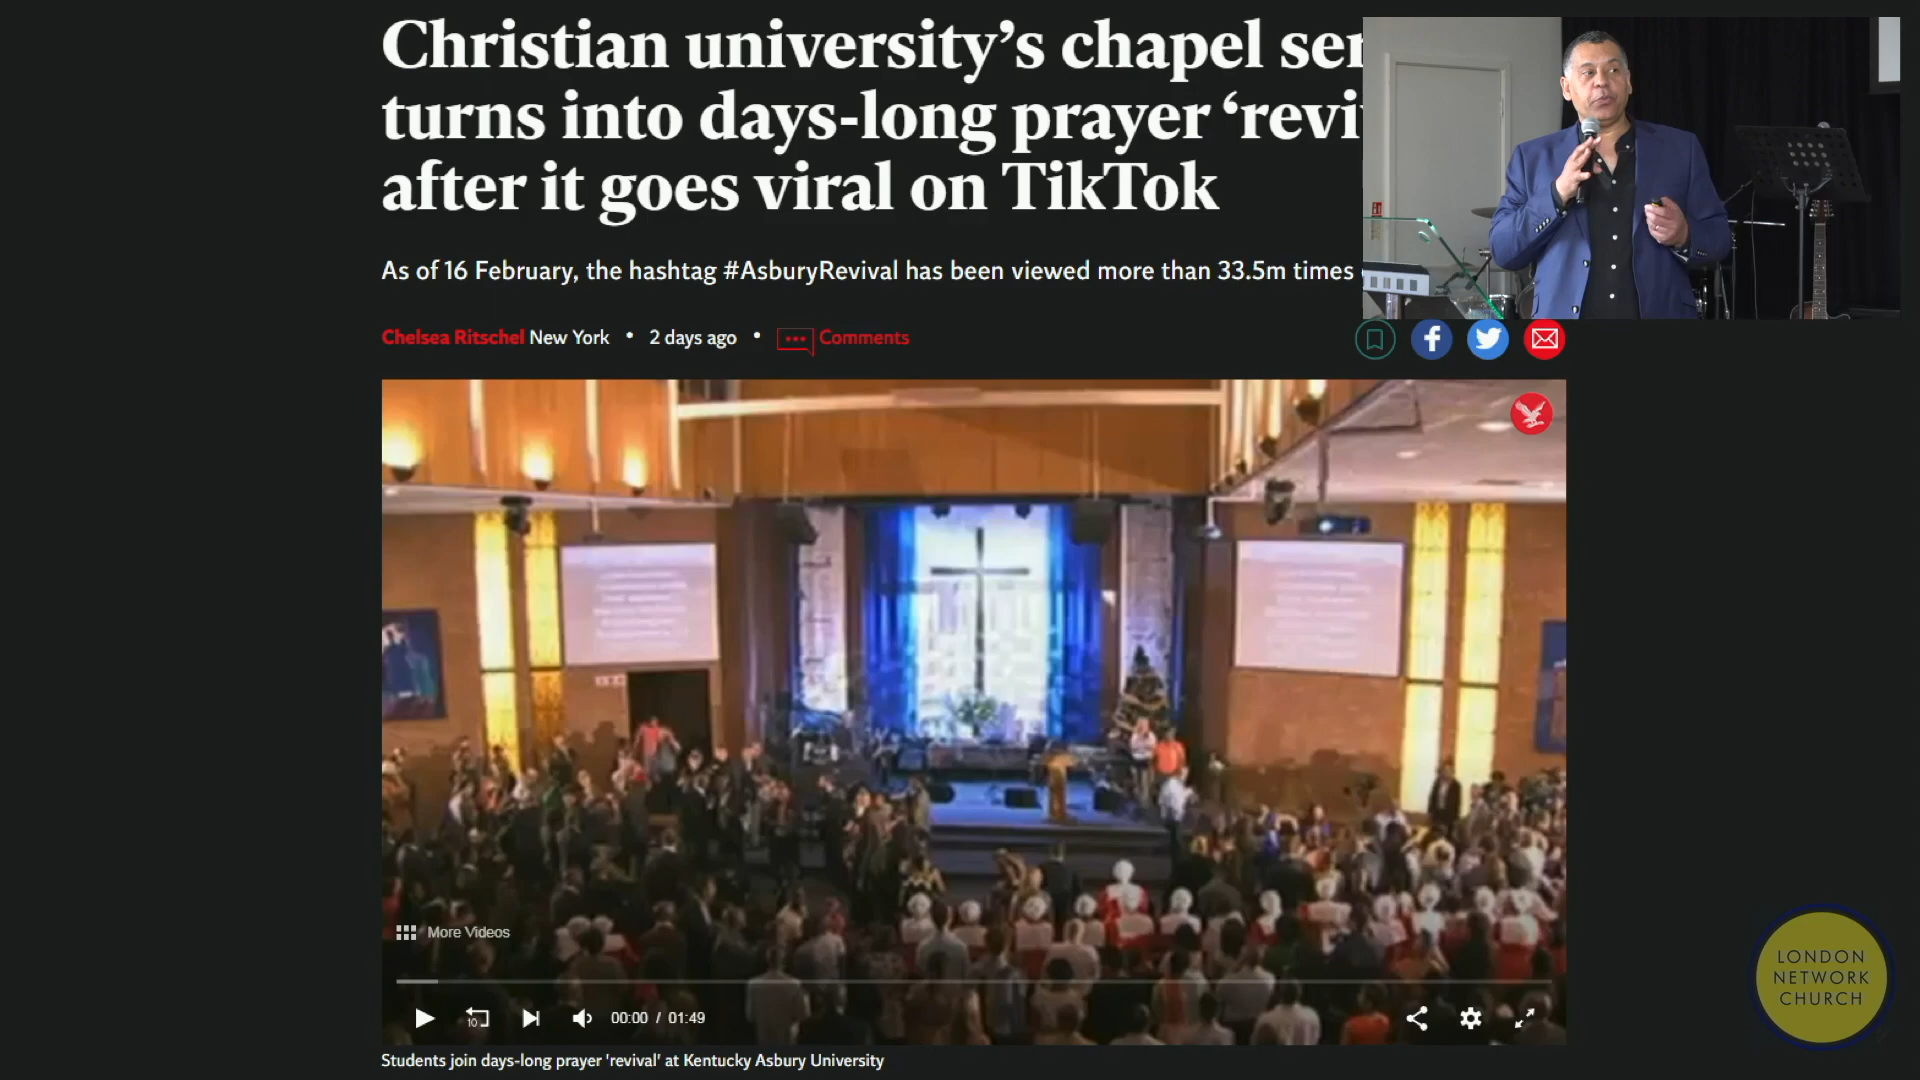 Christian university's chapel ser
turns into days-long prayer ‘reviv
after it goes viral on TikTok
As of 16 February, the hashtag #AsburyRevival has been viewed more than 33.5m times
Chelsea Ritschel New York • 2 days ago • Comments
More Videos
10
00:00 / 01:49
Students join days-long prayer 'revival' at Kentucky Asbury University
LONDON
NETWORK
CHURCH